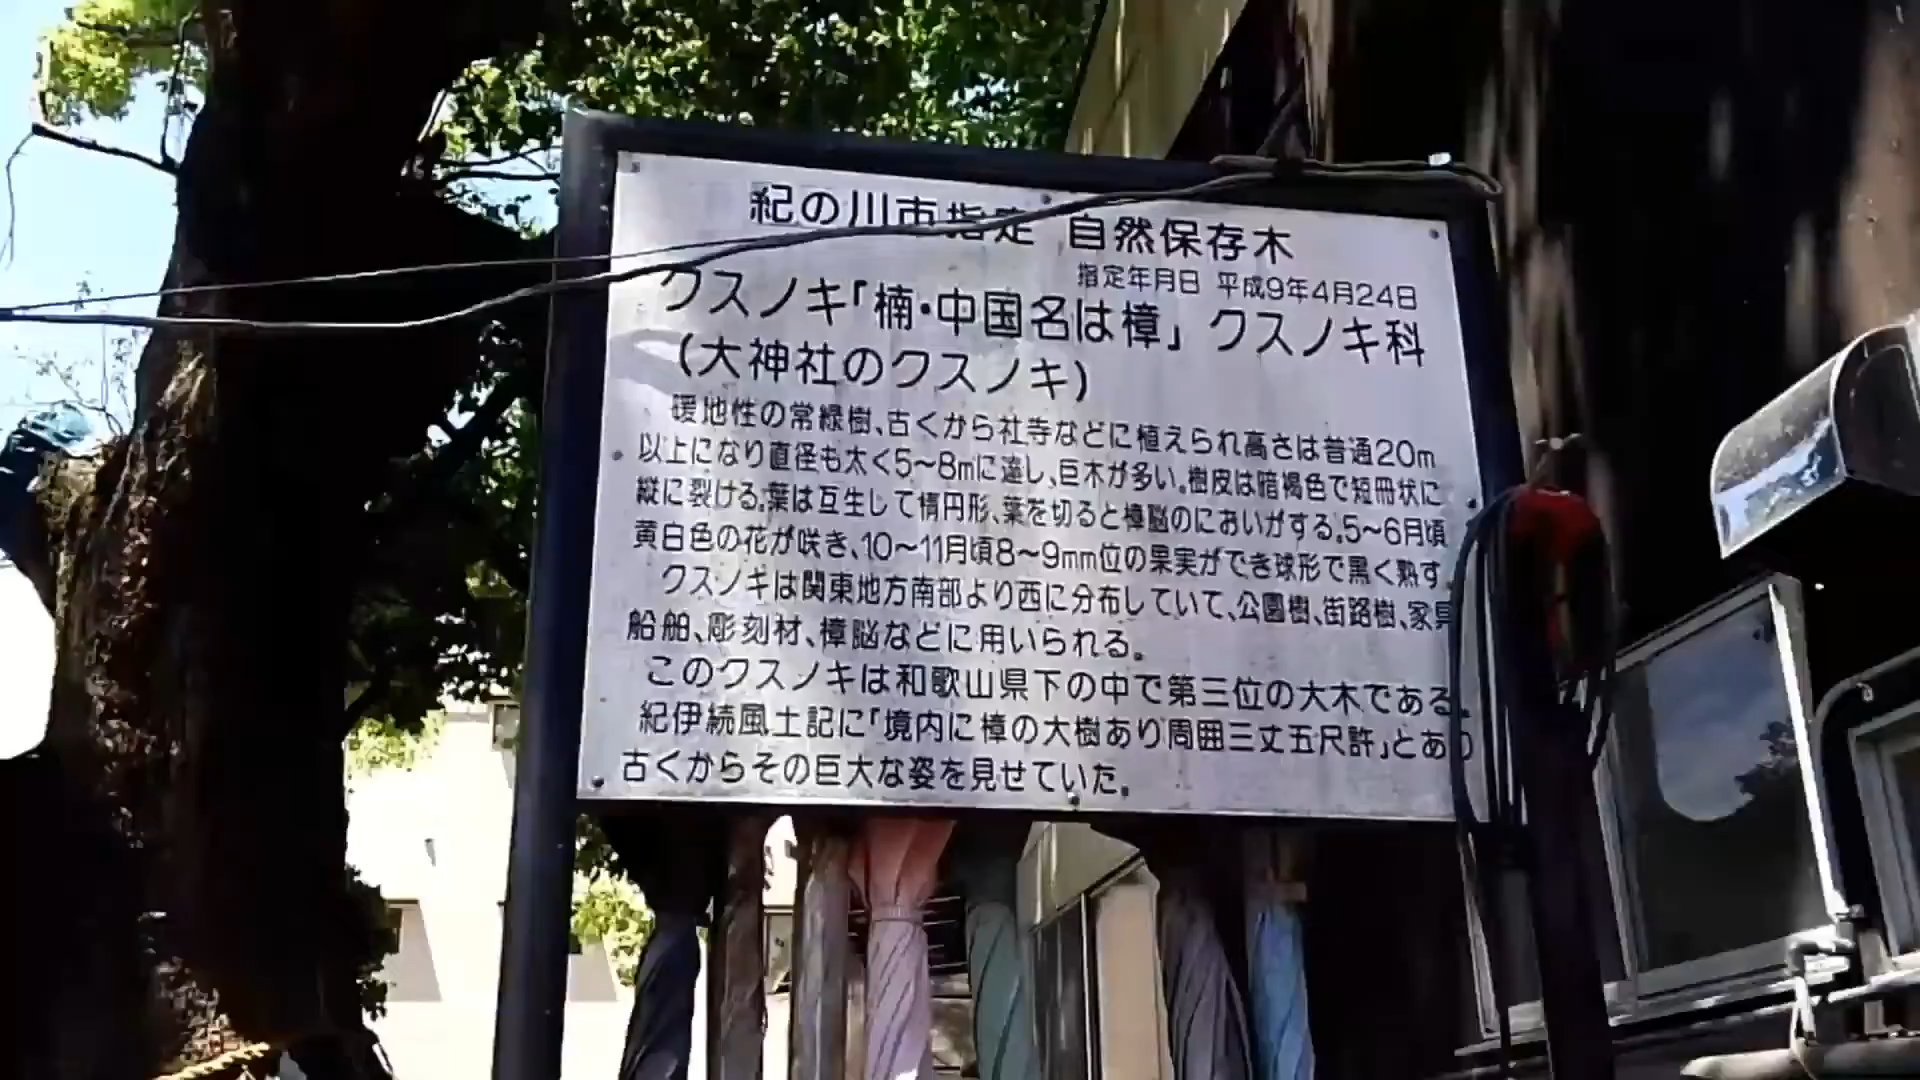 紀の川市指定 自然保存木
指定年月日 平成9年4月24日
クスノキ「楠・中国名は樟」 クスノキ科
(大神社のクスノキ)
暖地性の常緑樹、古くから社寺などに植えられ高さは普通20m
以上になり直径も太く5〜8mに達し、巨木が多い。樹皮は暗褐色で短冊状に
縦に裂ける。葉は互生して楕円形、葉を切ると樟脳のにおいがする。5〜6月頃
黄白色の花が咲き、10〜11月頃8〜9mm位の果実ができ球形で黒く熟す。
クスノキは関東地方南部より西に分布していて、公園樹、街路樹、家具
船舶、彫刻材、樟脳などに用いられる。
このクスノキは和歌山県下の中で第三位の大木である。
紀伊続風土記に「境内に樟の大樹あり周囲三丈五尺許」とあり
古くからその巨大な姿を見せていた。